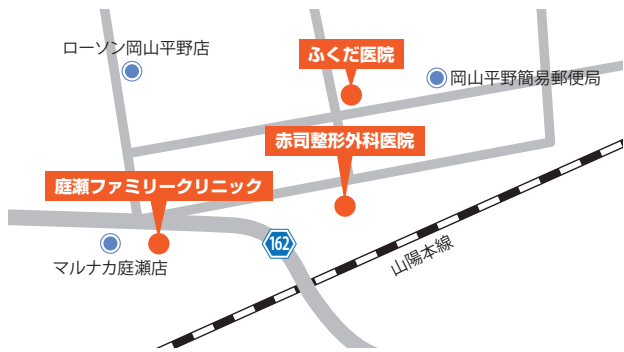 ローソン岡山平野店
ふくだ医院
岡山平野簡易郵便局
赤司整形外科医院
庭瀬ファミリークリニック
162
マルナカ庭瀬店
山陽本線